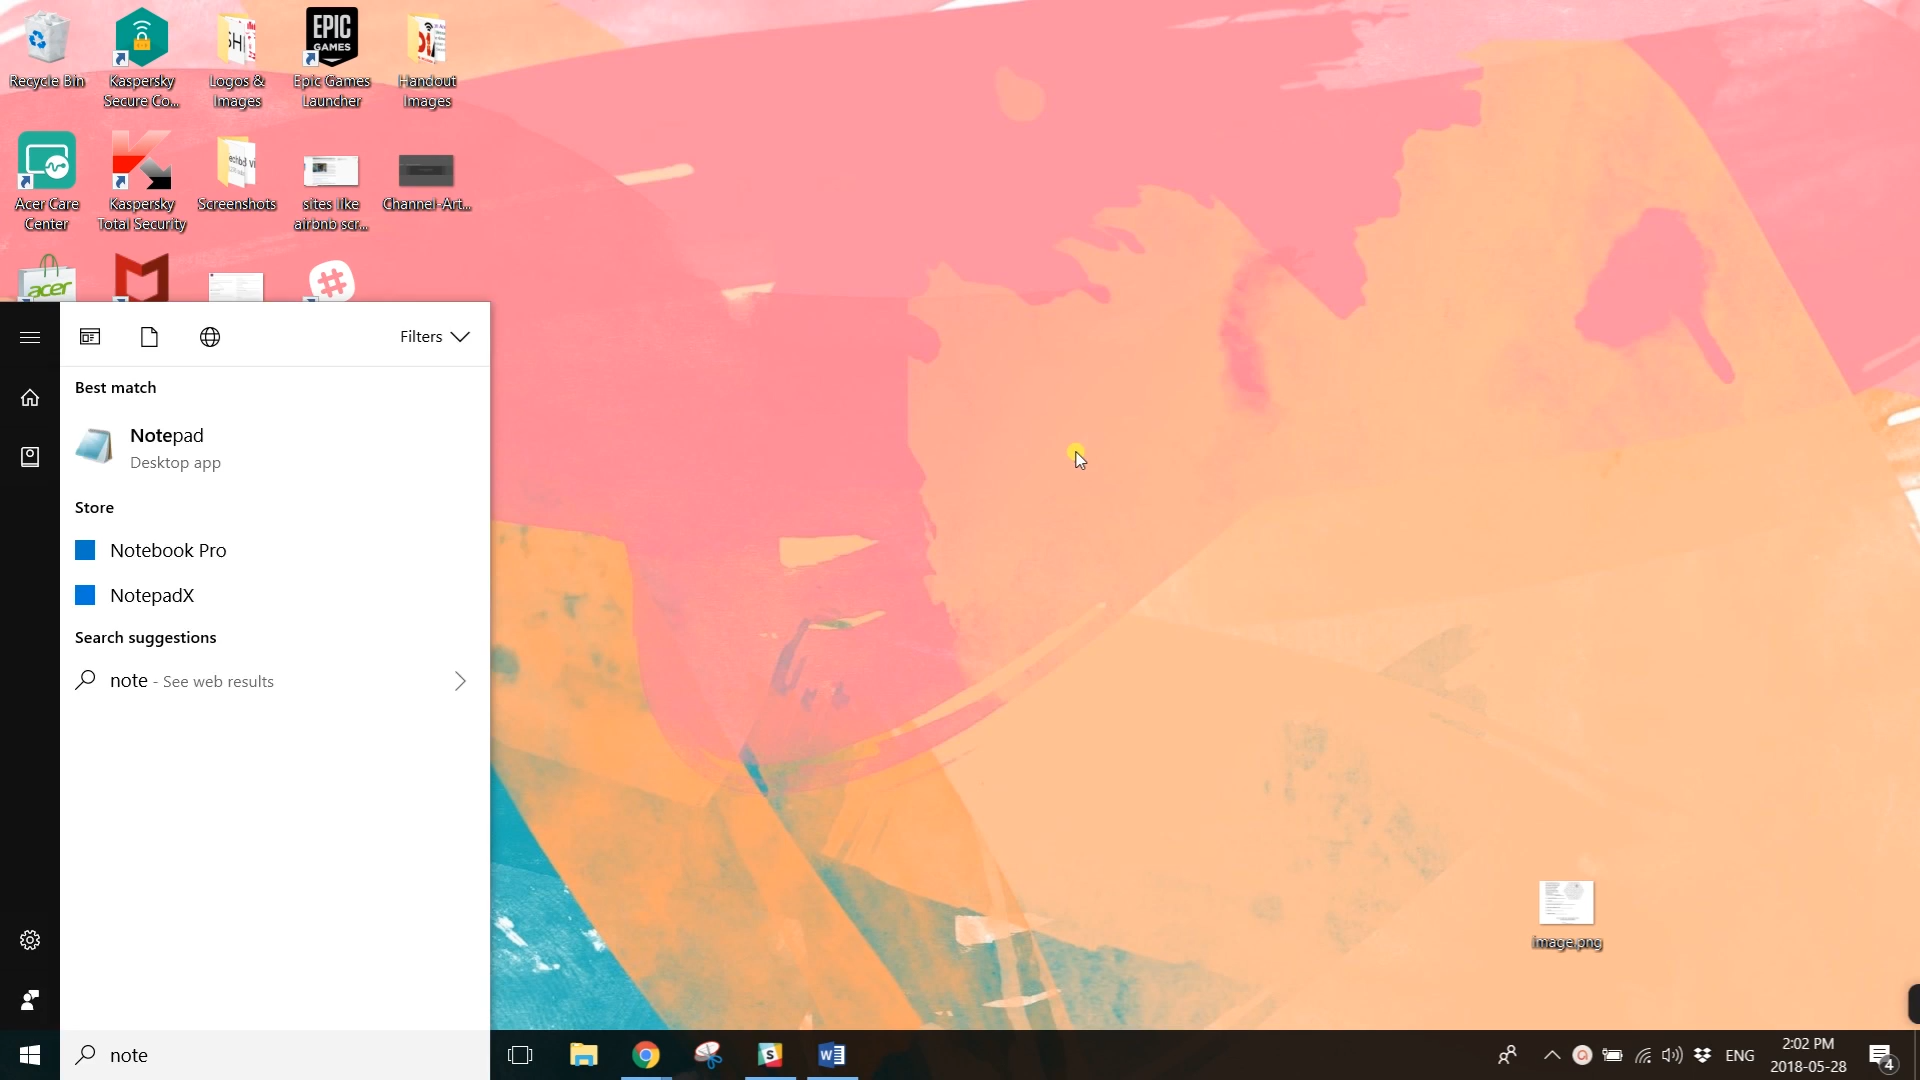 Recycle Bin
Kaspersky
Secure Co...
Logos &
Images
EPIC
GAMES
Epic Games
Launcher
Handout
Images
Acer Care
Center
Kaspersky
Total Security
Screenshots
sites like
airbnb scr...
Channel-Art...
acer
Filters
Best match
Notepad
Desktop app
Store
Notebook Pro
NotepadX
Search suggestions
note - See web results
image.png
note
ENG
2:02 PM
2018-05-28
4